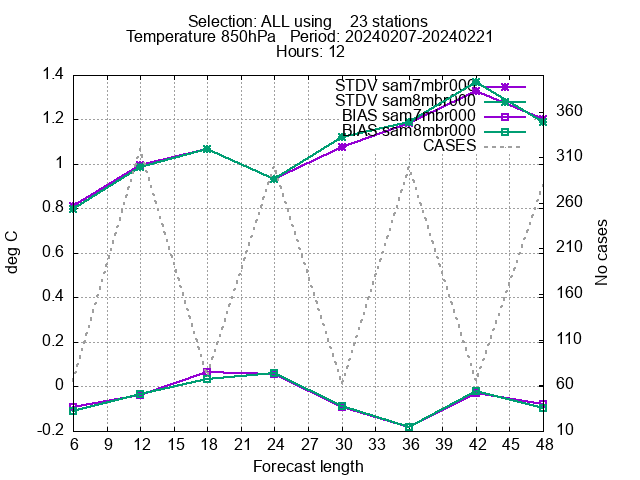 Selection: ALL using 23 stations
Temperature 850hPa Period: 20240207-20240221
Hours: 12
STDV sam7mbr000
STDV sam8mbr000
BIAS sam7mbr000
BIAS sam8mbr000
CASES
1.4
1.2
1
0.8
0.6
0.4
0.2
0
-0.2
deg C
360
310
260
210
160
110
60
10
No cases
6 9 12 15 18 21 24 27 30 33 36 39 42 45 48
Forecast length